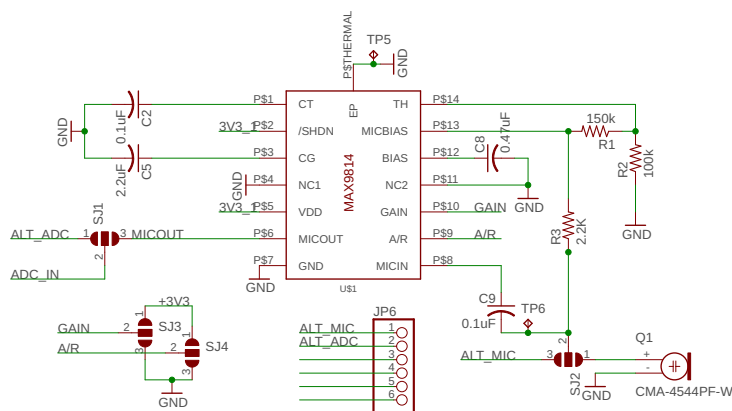 TP5
P$THERMAL
GND
EP
P$1 CT TH P$14
0.1uF C2
3V3_1 P$2 /SHDN MICBIAS P$13
150k
R1
GND
P$3 CG BIAS P$12
C8 0.47uF
R2 100k
2.2uF C5
MAX9814
GND P$4 NC1 NC2 P$11
GND
3V3_1 P$5 VDD GAIN P$10 GAIN
SJ1
ALT_ADC 1 3 MICOUT P$6 MICOUT A/R P$9 A/R
2
R3 2.2K
GND
ADC_IN
P$7 GND MICIN P$8
GND
U$1
C9
0.1uF
TP6
+3V3
JP6
GAIN 2 1 3 SJ3
A/R 2 1 3 SJ4
GND
ALT_MIC 1
ALT_ADC 2
3
4
5
6
ALT_MIC 3 2 1
SJ2
Q1
+
-
GND
CMA-4544PF-W